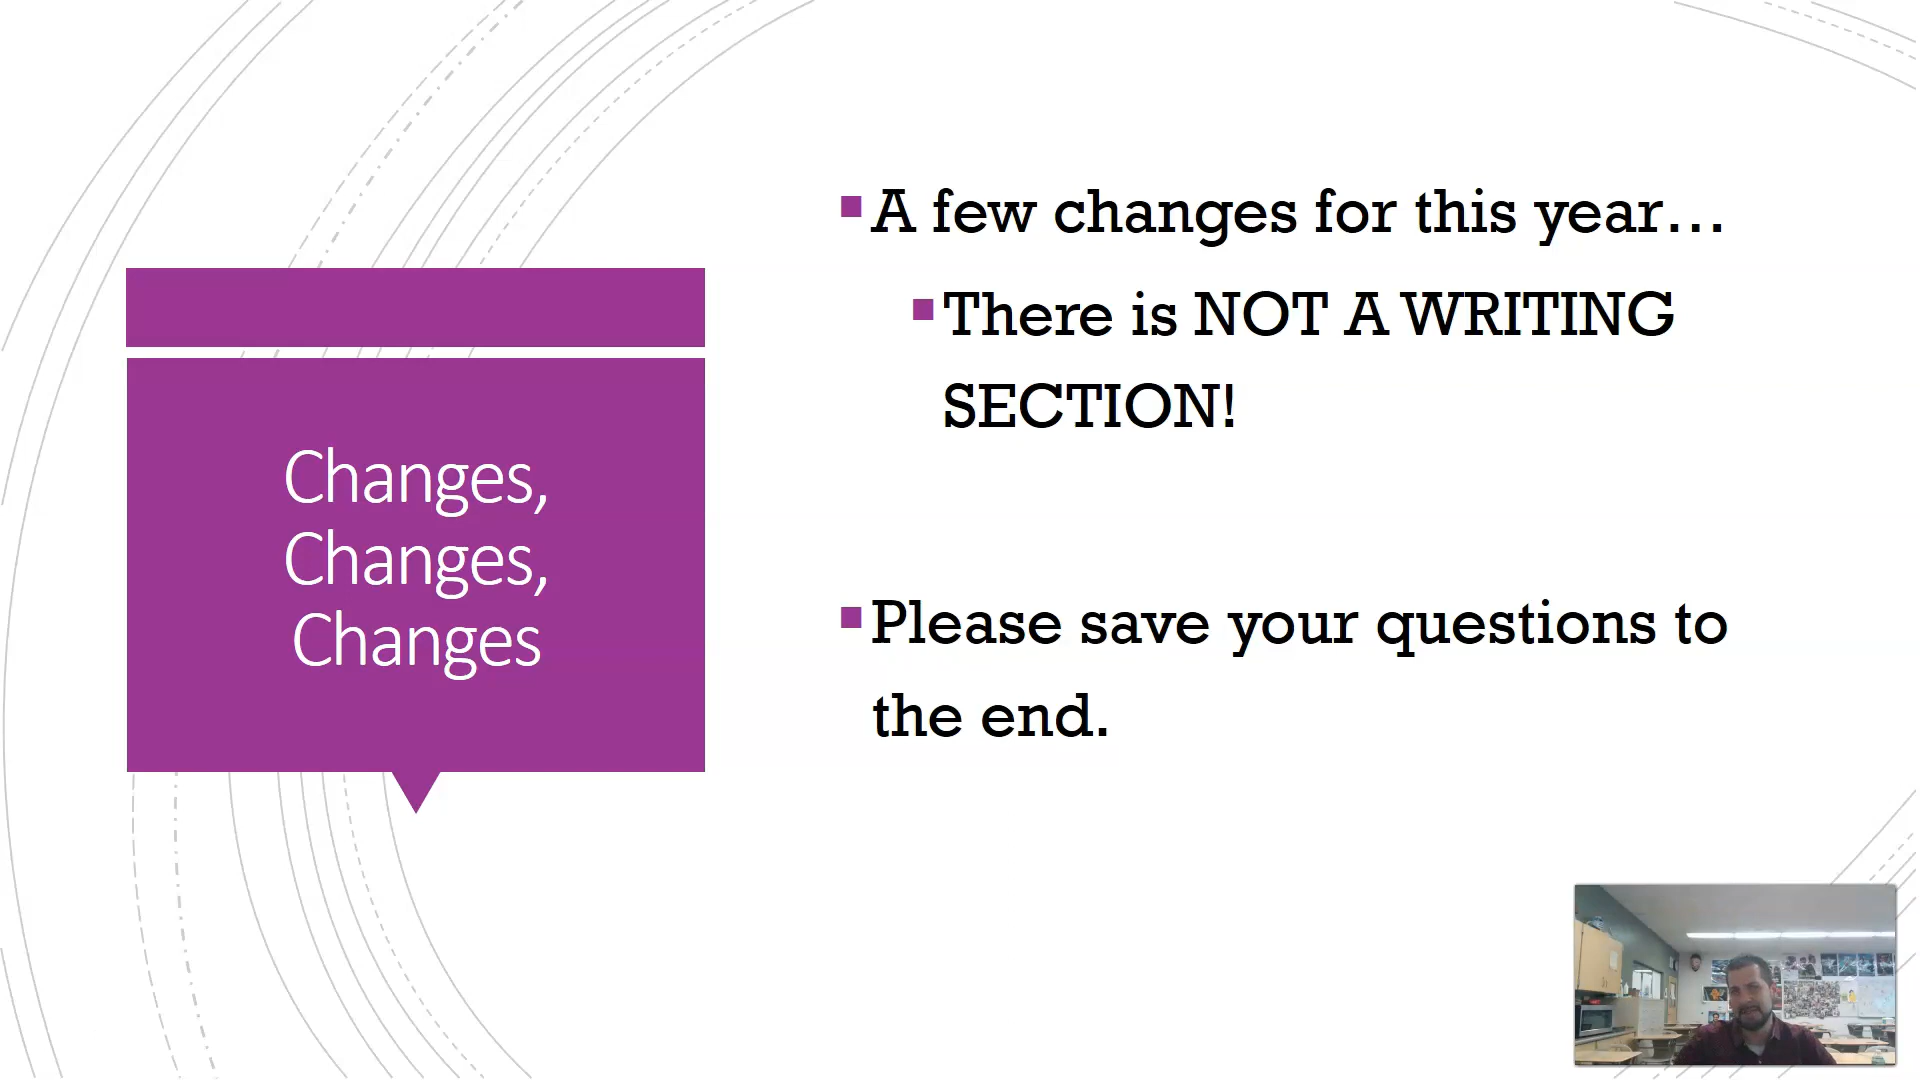 Changes,
Changes,
Changes
A few changes for this year…
There is NOT A WRITING
SECTION!
Please save your questions to
the end.